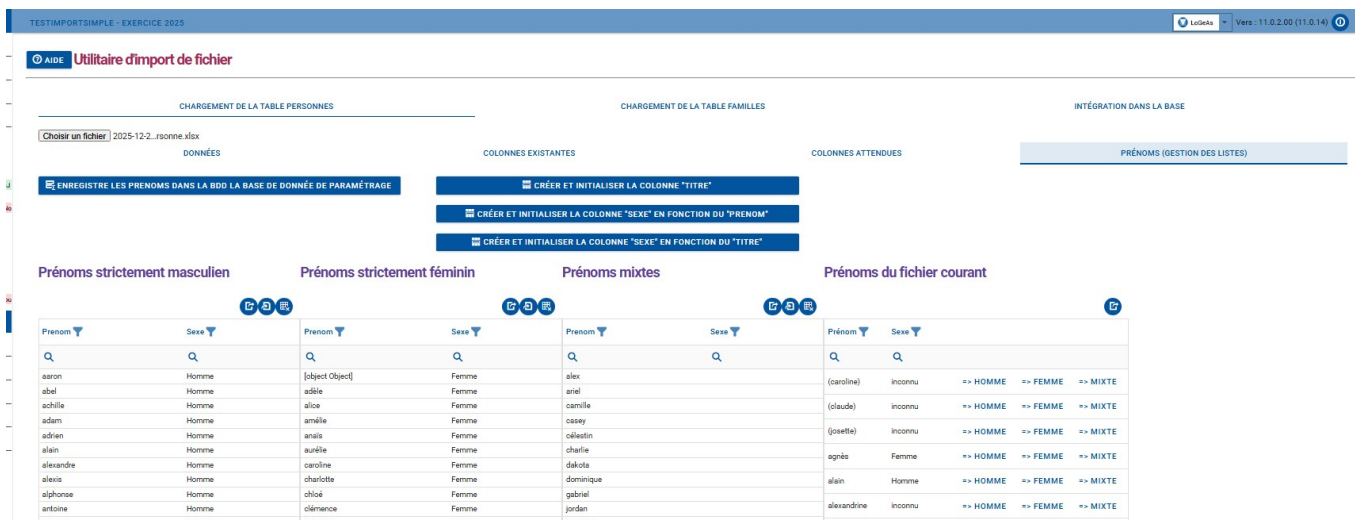 TESTIMPORTSIMPLE - EXERCICE 2025 LoGeAs Vers : 11.0.2.00 (11.0.14)
AIDE Utilitaire d'import de fichier
CHARGEMENT DE LA TABLE PERSONNES CHARGEMENT DE LA TABLE FAMILLES INTÉGRATION DANS LA BASE
Choisir un fichier 2025-12-2...rsonne.xlsx
DONNÉES COLONNES EXISTANTES COLONNES ATTENDUES PRÉNOMS (GESTION DES LISTES)
ENREGISTRE LES PRENOMS DANS LA BDD LA BASE DE DONNÉE DE PARAMÉTRAGE CRÉER ET INITIALISER LA COLONNE "TITRE"
CRÉER ET INITIALISER LA COLONNE "SEXE" EN FONCTION DU "PRENOM"
CRÉER ET INITIALISER LA COLONNE "SEXE" EN FONCTION DU "TITRE"
Prénoms strictement masculien Prénoms strictement féminin Prénoms mixtes Prénoms du fichier courant
Prenom Sexe Prenom Sexe Prenom Sexe Prénom Sexe
aaron Homme [object Object] Femme alex
(caroline) inconnu => HOMME => FEMME => MIXTE
abel Homme adèle Femme ariel
achille Homme alice Femme camille
(claude) inconnu => HOMME => FEMME => MIXTE
adam Homme amélie Femme casey
(josette) inconnu => HOMME => FEMME => MIXTE
adrien Homme anaïs Femme célestin
alain Homme aurélie Femme charlie
agnès Femme => HOMME => FEMME => MIXTE
alexandre Homme caroline Femme dakota
alexis Homme charlotte Femme dominique
alain Homme => HOMME => FEMME => MIXTE
alphonse Homme chloé Femme gabriel
antoine Homme clémence Femme jordan
alexandrine inconnu => HOMME => FEMME => MIXTE